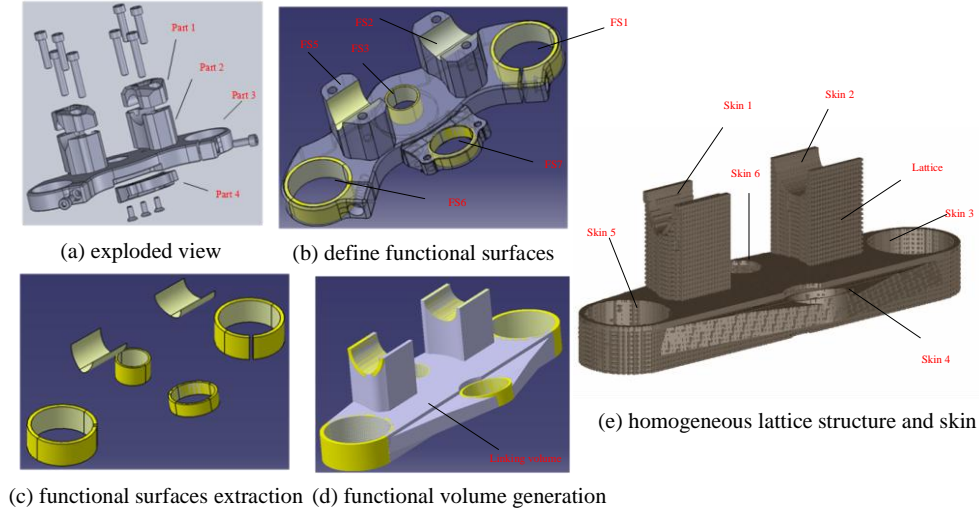 Part 1
Part 2
Part 3
Part 4
(a) exploded view
FS2
FS1
FS5
FS3
FS6
(b) define functional surfaces
(c) functional surfaces extraction
Linking volume
(d) functional volume generation
Skin 1
Skin 2
Skin 6
Lattice
Skin 5
Skin 3
Skin 4
(e) homogeneous lattice structure and skin